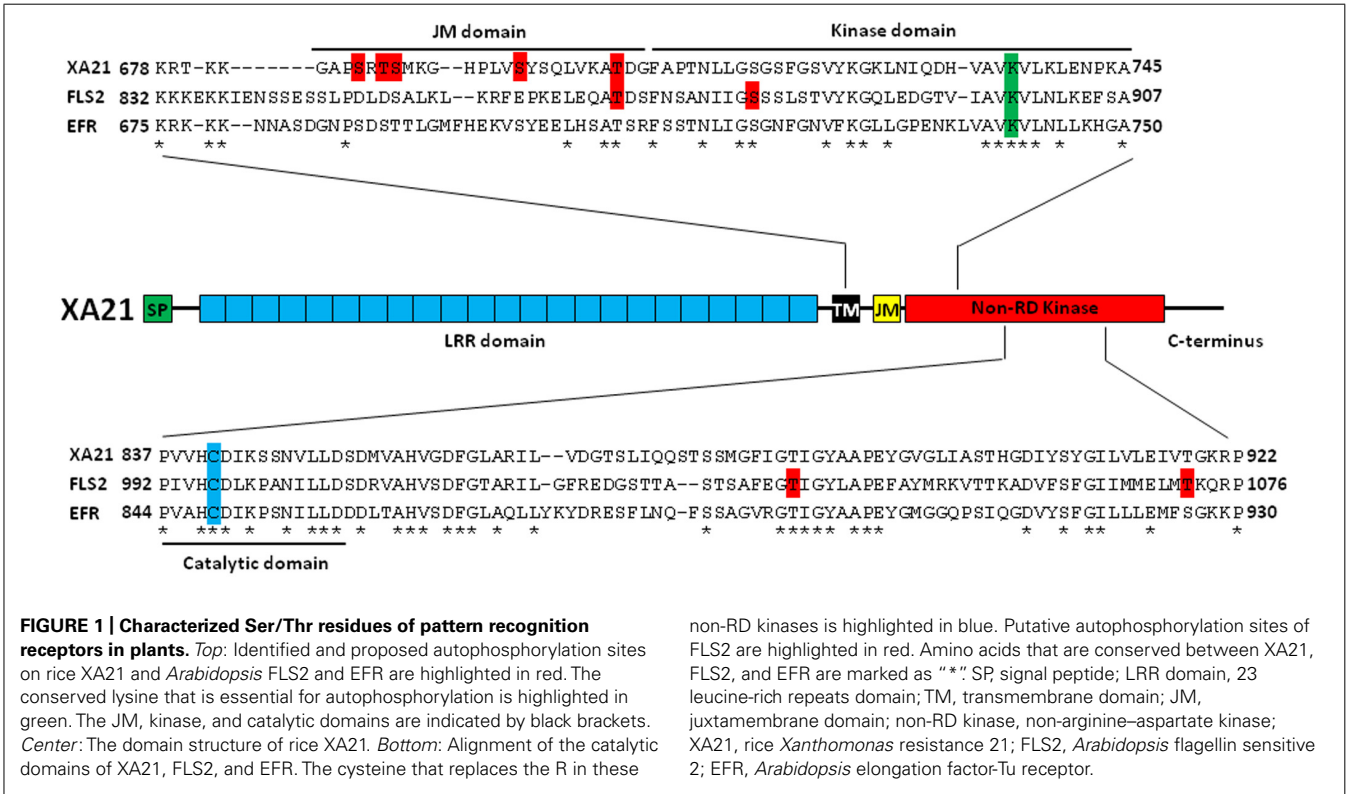 JM domain Kinase domain
XA21 678 KRT-KK-------GAPSRTSMKG--HPLVSYSQLVKATDGFAPTNLLGSGSFGSVYKGKLNIQDH-VAVKVLKLENPKA 745
FLS2 832 KKKEKKIENSSESSLPDLDSALKL--KRFEPKELEQATDSFNSANIIGSSSLSTVYKGQLEDGTV-IAVKVLNLKEFSA 907
EFR 675 KRK-KK--NNASDGNPSDSTTLGMFHEKVSYEELHSATSRFSSTNLIGSGNFGNVFKGLLGPENKLVAVKVLNLLKHGA 750
* ** * * ** * * ** * ** * ***** * *
XA21 SP TM JM Non-RD Kinase
LRR domain C-terminus
XA21 837 PVVHCDIKSSNVLLDSDMVAHVGDFGLARIL--VDGTSLIQQSTSSMGFIGTIGYAAPEYGVGLIASTHGDIYSYGILVLEIVTGKRP 922
FLS2 992 PIVHCDLKPANILLDSDRVAHVSDFGTARIL-GFREDGSTTA--STSAFEGTIGYLAPEFAYMRKVTTKADVFSFGIIMMELMTKQRP 1076
EFR 844 PVAHCDIKPSNILLDDDLTAHVSDFGLAQLLYKYDRESFLNQ-FSSAGVRGTIGYAAPEYGMGGQPSIQGDVYSFGILLLEMFSGKKP 930
* *** * * *** * *** *** * * * ***** *** * * ** * *
Catalytic domain
FIGURE 1 | Characterized Ser/Thr residues of pattern recognition
receptors in plants. Top: Identified and proposed autophosphorylation sites
on rice XA21 and Arabidopsis FLS2 and EFR are highlighted in red. The
conserved lysine that is essential for autophosphorylation is highlighted in
green. The JM, kinase, and catalytic domains are indicated by black brackets.
Center: The domain structure of rice XA21. Bottom: Alignment of the catalytic
domains of XA21, FLS2, and EFR. The cysteine that replaces the R in these
non-RD kinases is highlighted in blue. Putative autophosphorylation sites of
FLS2 are highlighted in red. Amino acids that are conserved between XA21,
FLS2, and EFR are marked as “*”. SP, signal peptide; LRR domain, 23
leucine-rich repeats domain; TM, transmembrane domain; JM,
juxtamembrane domain; non-RD kinase, non-arginine–aspartate kinase;
XA21, rice Xanthomonas resistance 21; FLS2, Arabidopsis flagellin sensitive
2; EFR, Arabidopsis elongation factor-Tu receptor.